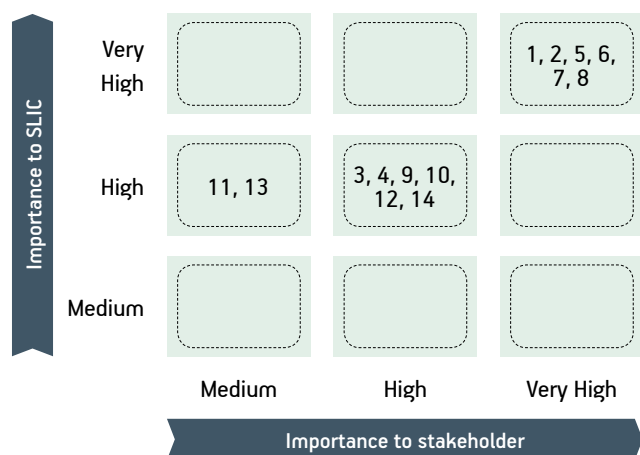 Importance to SLIC
Very
High
1, 2, 5, 6,
7, 8
High
11, 13
3, 4, 9, 10,
12, 14
Medium
Medium
High
Very High
Importance to stakeholder